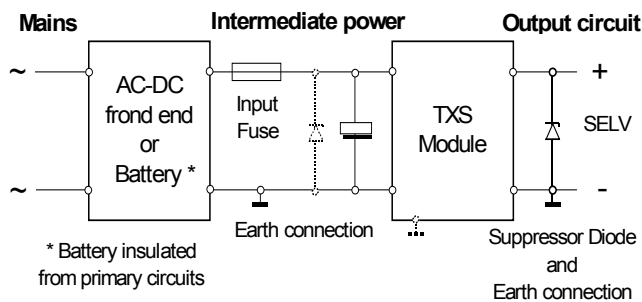 Mains
Intermediate power
Output circuit
~
AC-DC
frond end
or
Battery *
~
Input
Fuse
TXS
Module
+
SELV
-
Earth connection
* Battery insulated
from primary circuits
Suppressor Diode
and
Earth connection